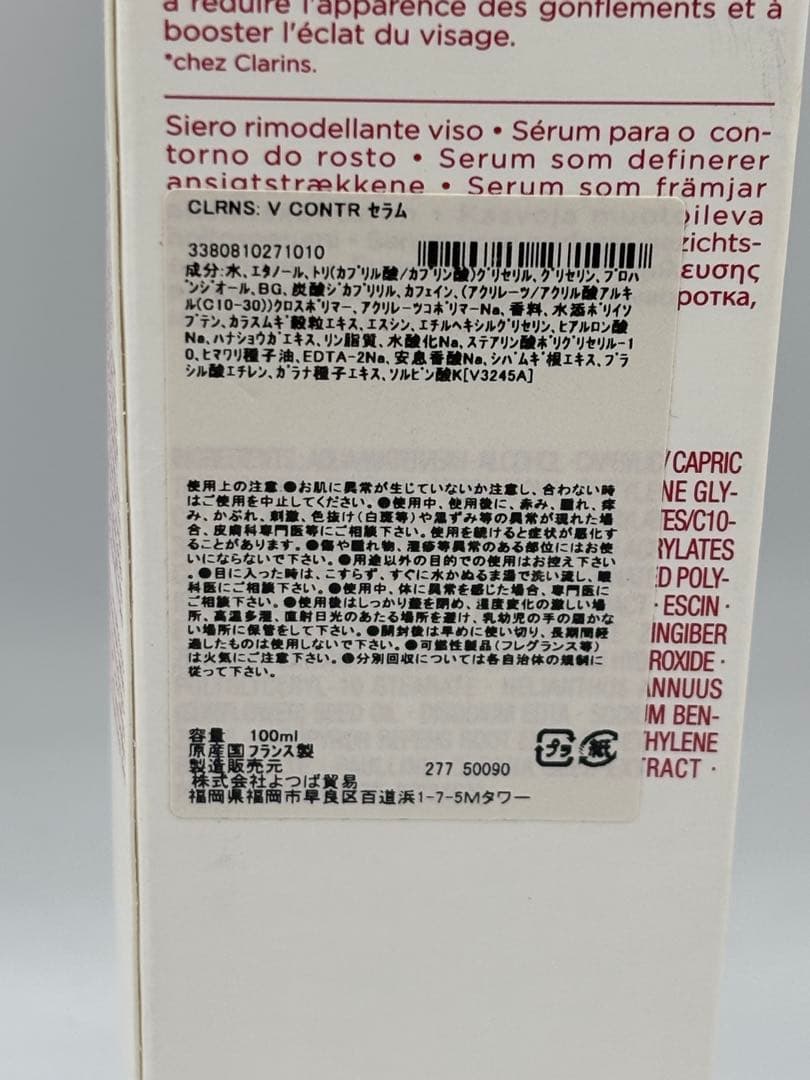 à réduire l'apparence des gonflements et à
booster l'éclat du visage.
*chez Clarins.
Siero rimodellante viso • Sérum para o con-
torno do rosto • Serum som definerer
ansigtstrækkene • Serum som främjar
Kasvoja muotoileva
zichts-
ευσης
ротка,
CLRNS: V CONTR セラム
3380810271010
成分:水、エタノール、トリ(カプリル酸/カプリン酸)グリセリル、グリセリン、プロパ
ンジオール、BG、炭酸ジカプリリル、カフェイン、(アクリレーツ/アクリル酸アルキ
ル(C10-30))クロスポリマー、アクリレーツコポリマーNa、香料、水添ポリイソ
ブテン、カラスムギ穀粒エキス、エスシン、エチルヘキシルグリセリン、ヒアルロン酸
Na、ハナショウガエキス、リン脂質、水酸化Na、ステアリン酸ポリグリセリル-1
0、ヒマワリ種子油、EDTA-2Na、安息香酸Na、シバムギ根エキス、ブラ
シル酸エチレン、ガラナ種子エキス、ソルビン酸K[V3245A]
/CAPRIC
NE GLY-
TES/C10-
RYLATES
D POLY-
· ESCIN ·
INGIBER
ROXIDE ·
ANNUUS
M BEN-
HYLENE
RACT ·
使用上の注意 ●お肌に異常が生じていないか注意し、合わない時
はご使用を中止してください。●使用中、使用後に、赤み、腫れ、痒
み、かぶれ、刺激、色抜け(白斑等)や黒ずみ等の異常が現れた場
合、皮膚科専門医等にご相談下さい。使用を続けると症状が悪化す
ることがあります。●傷や腫れ物、湿疹等異常のある部位にはお使
いにならないで下さい。●用途以外の目的での使用はお控え下さい
。●目に入った時は、こすらず、すぐに水かぬるま湯で洗い流し、眼
科医にご相談下さい。●使用中、体に異常を感じた場合、専門医に
ご相談下さい。●使用後はしっかり蓋を閉め、温度変化の激しい場
所、高温多湿、直射日光のあたる場所を避け、乳幼児の手の届かな
い場所に保管をして下さい。●開封後は早めに使い切り、長期間経
過したものは使用しないで下さい。●可燃性製品(フレグランス等)
は火気にご注意下さい。●分別回収については各自治体の規制に
従って下さい。
容量 100ml
原産国 フランス製
製造販売元 277 50090
株式会社よつば貿易
福岡県福岡市早良区百道浜1-7-5Mタワー
プラ 紙